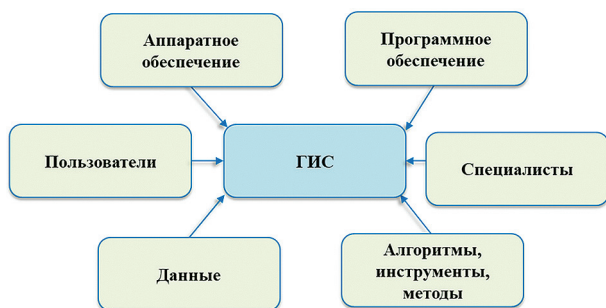 Аппаратное
обеспечение
Программное
обеспечение
Пользователи
ГИС
Специалисты
Данные
Алгоритмы,
инструменты,
методы